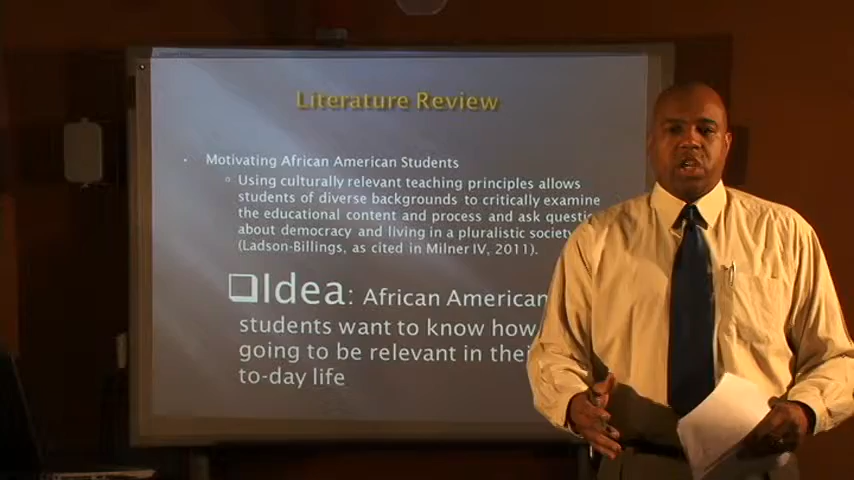 Literature Review
Motivating African American Students
Using culturally relevant teaching principles allows
students of diverse backgrounds to critically examine
the educational content and process and ask questi
about democracy and living in a pluralistic society
(Ladson-Billings, as cited in Milner IV, 2011).
Idea: African American
students want to know how
going to be relevant in thei
to-day life